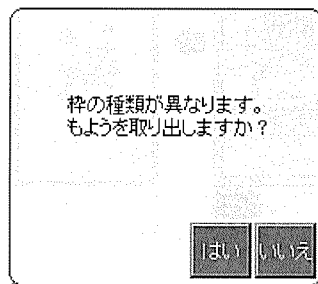 枠の種類が異なります。
もようを取り出しますか？
はい いいえ